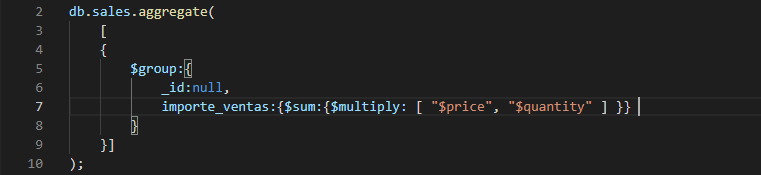 2 db.sales.aggregate(
3 [
4 {
5 $group:{
6 _id:null,
7 importe_ventas:{$sum:{$multiply: [ "$price", "$quantity" ] }}
8 }
9 }]
10 );